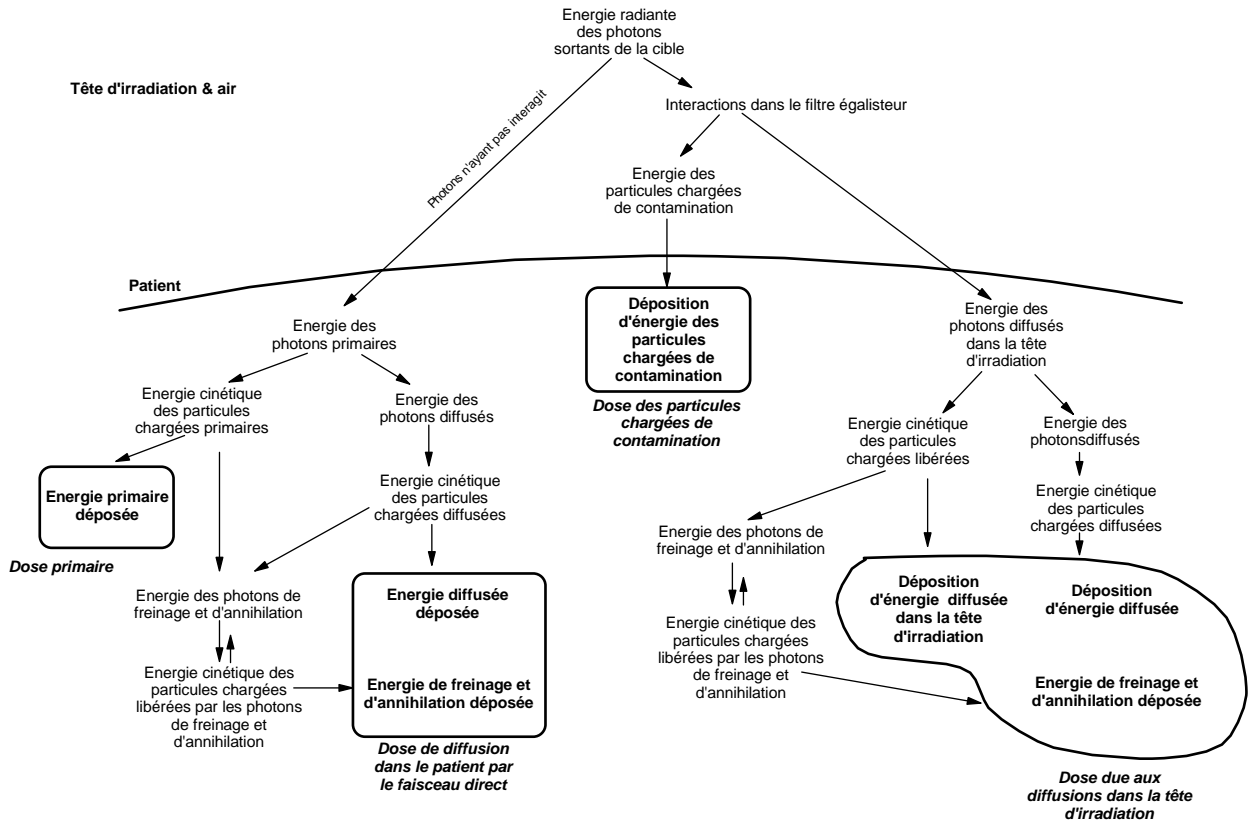 Energie radiante
des photons
sortants de la cible
Tête d'irradiation & air
Photons n'ayant pas interagit
Interactions dans le filtre égalisteur
Energie des
particules chargées
de contamination
Patient
Energie des
photons primaires
Déposition
d'énergie des
particules
chargées de
contamination
Dose des particules
chargées de
contamination
Energie des
photons diffusés
dans la tête
d'irradiation
Energie cinétique
des particules
chargées primaires
Energie des
photons diffusés
Energie primaire
déposée
Dose primaire
Energie cinétique
des particules
chargées diffusées
Energie des photons de
freinage et d'annihilation
Energie cinétique des
particules chargées
libérées par les photons
de freinage et
d'annihilation
Energie diffusée
déposée
Energie de freinage et
d'annihilation déposée
Dose de diffusion
dans le patient par
le faisceau direct
Energie cinétique
des particules
chargées libérées
Energie des
photonsdiffusés
Energie cinétique
des particules
chargées diffusées
Energie des photons de
freinage et d'annihilation
Energie cinétique des
particules chargées
libérées par les photons
de freinage et
d'annihilation
Déposition
d'énergie diffusée
dans la tête
d'irradiation
Déposition
d'énergie diffusée
Energie de freinage et
d'annihilation déposée
Dose due aux
diffusions dans la tête
d'irradiation